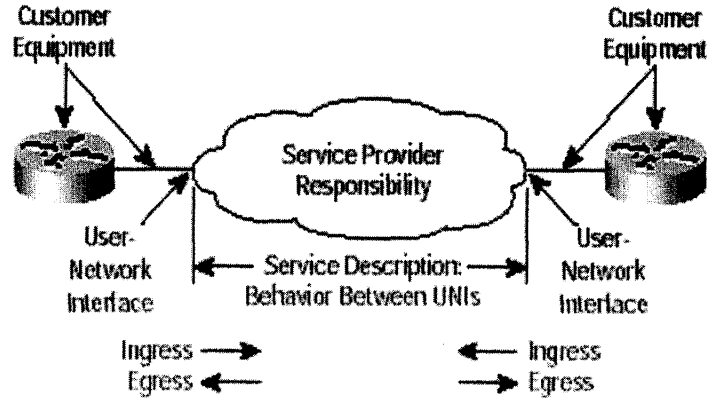 Customer
Equipment
Customer
Equipment
Service Provider
Responsibility
User-
Network
Interface
Service Description:
Behavior Between UNIs
User-
Network
Interface
Ingress
Egress
Ingress
Egress